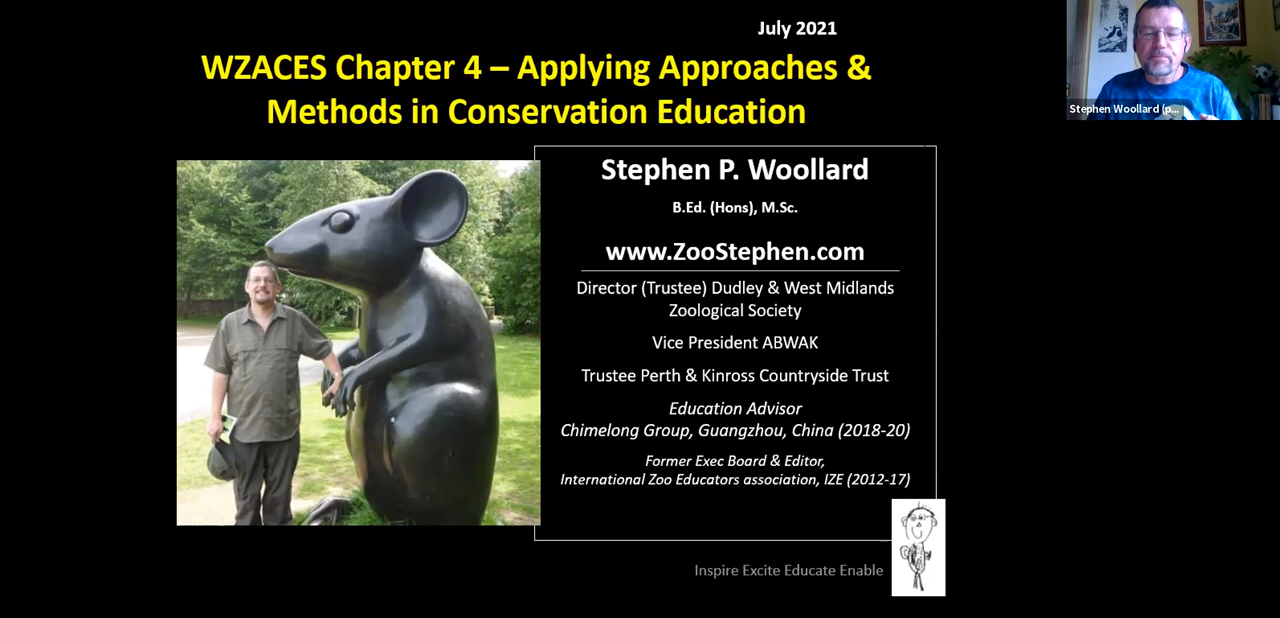 July 2021
WZACES Chapter 4 – Applying Approaches &
Methods in Conservation Education
Stephen Woollard (p...
Stephen P. Woollard
B.Ed. (Hons), M.Sc.
www.ZooStephen.com
Director (Trustee) Dudley & West Midlands
Zoological Society
Vice President ABWAK
Trustee Perth & Kinross Countryside Trust
Education Advisor
Chimelong Group, Guangzhou, China (2018-20)
Former Exec Board & Editor,
International Zoo Educators association, IZE (2012-17)
Inspire Excite Educate Enable